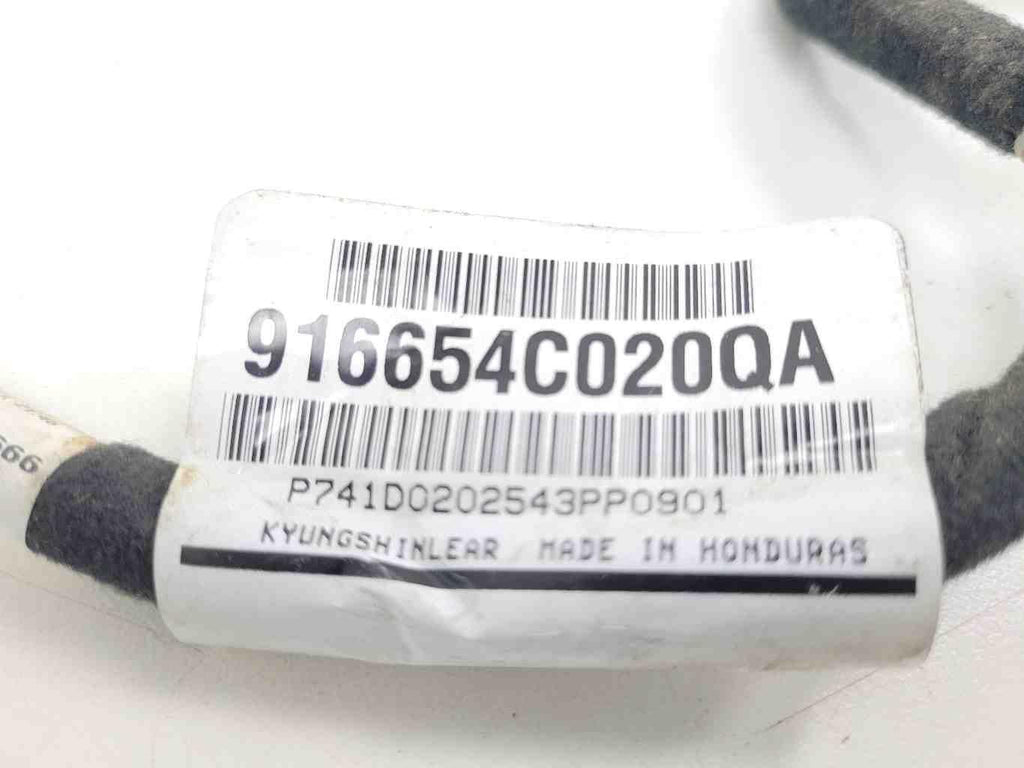 916654C020QA
P741D0202543PP0901
KYUNGSHINLEAR MADE IN HONDURAS